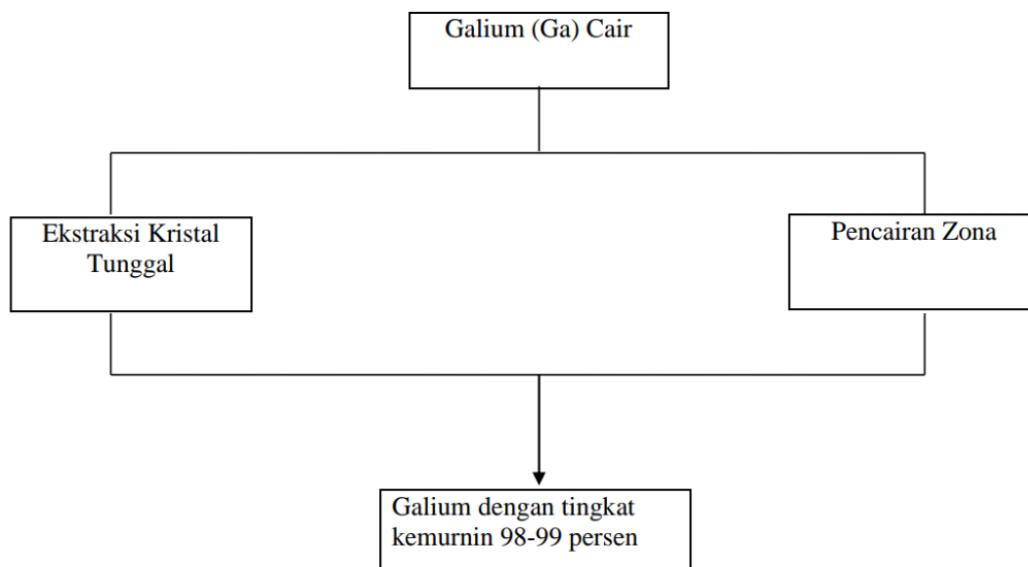 Galium (Ga) Cair
Ekstraksi Kristal
Tunggal
Pencairan Zona
Galium dengan tingkat
kemurnin 98-99 persen